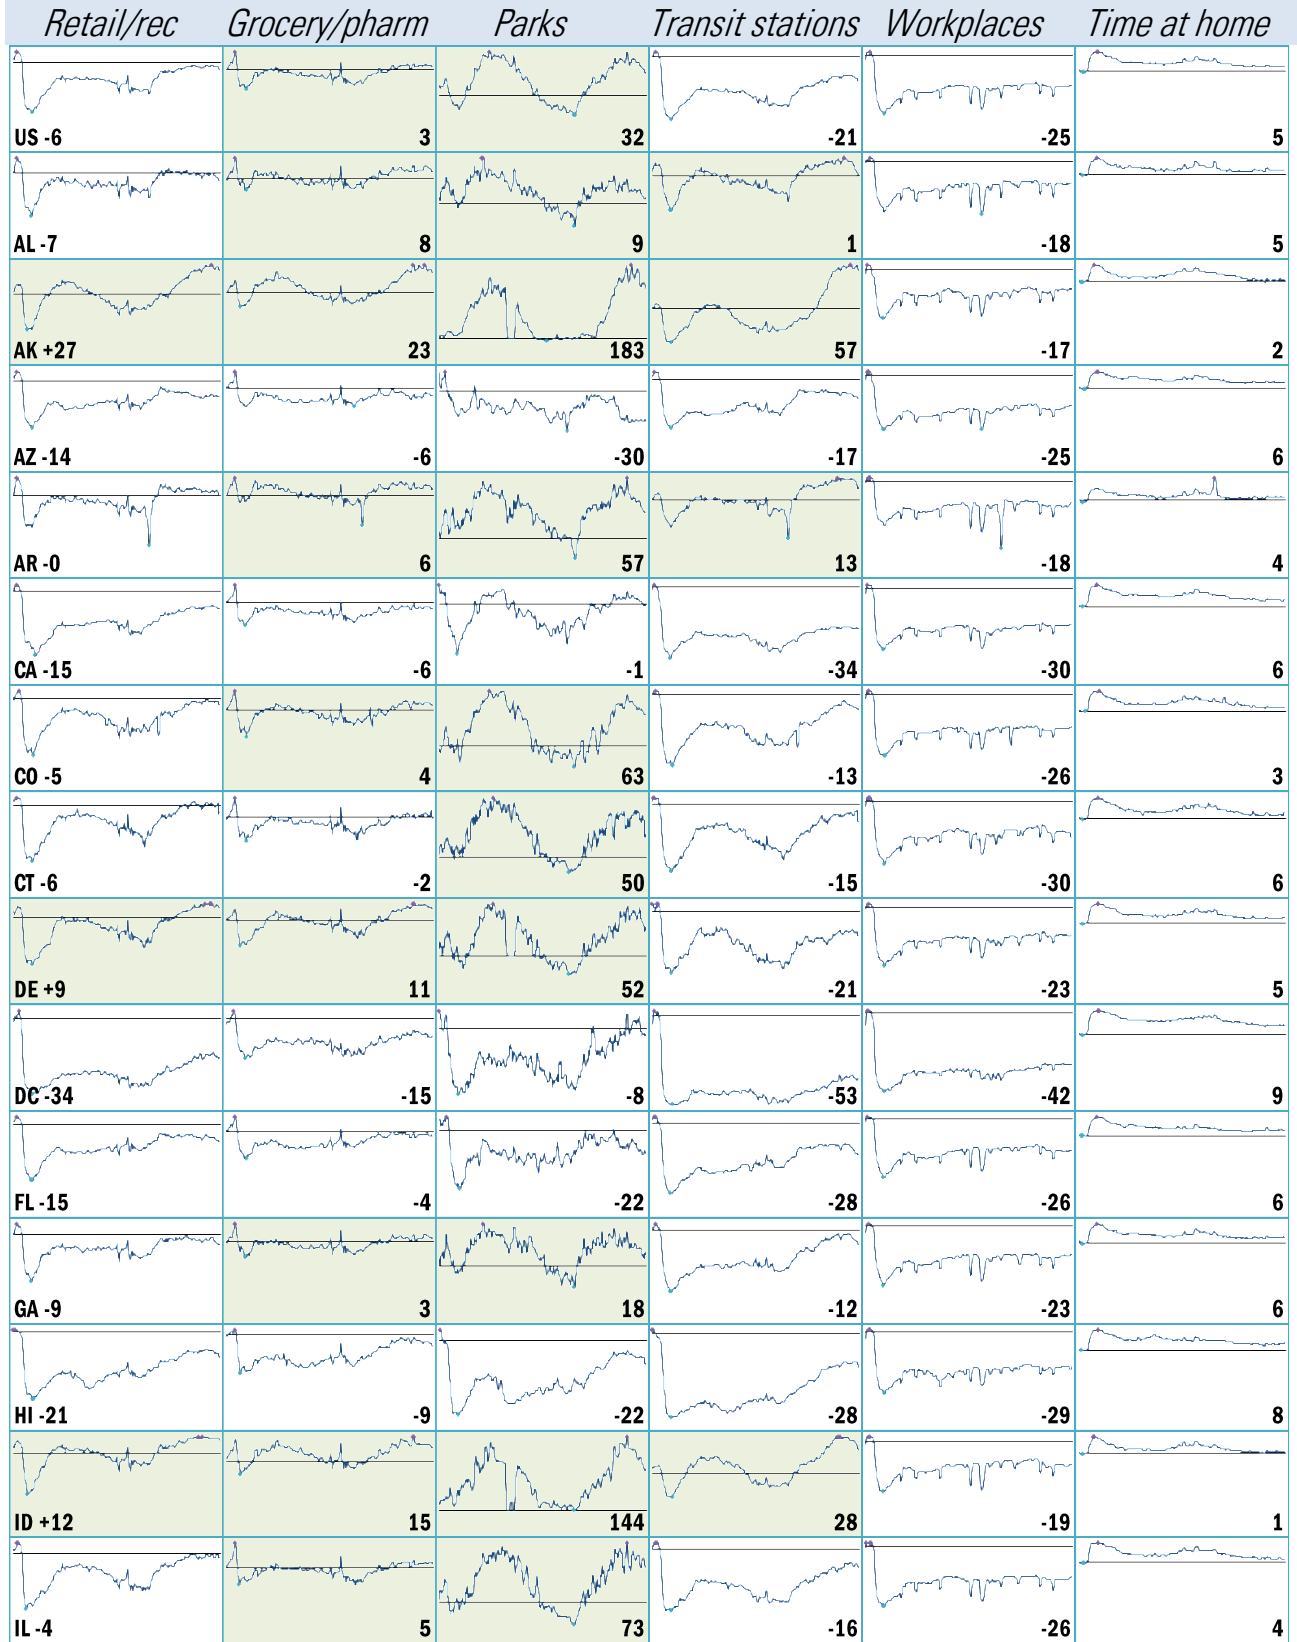 Retail/rec Grocery/pharm Parks Transit stations Workplaces Time at home
US -6 3 32 -21 -25 5
AL -7 8 9 1 -18 5
AK +27 23 183 57 -17 2
AZ -14 -6 -30 -17 -25 6
AR -0 6 57 13 -18 4
CA -15 -6 -1 -34 -30 6
CO -5 4 63 -13 -26 3
CT -6 -2 50 -15 -30 6
DE +9 11 52 -21 -23 5
DC -34 -15 -8 -53 -42 9
FL -15 -4 -22 -28 -26 6
GA -9 3 18 -12 -23 6
HI -21 -9 -22 -28 -29 8
ID +12 15 144 28 -19 1
IL -4 5 73 -16 -26 4